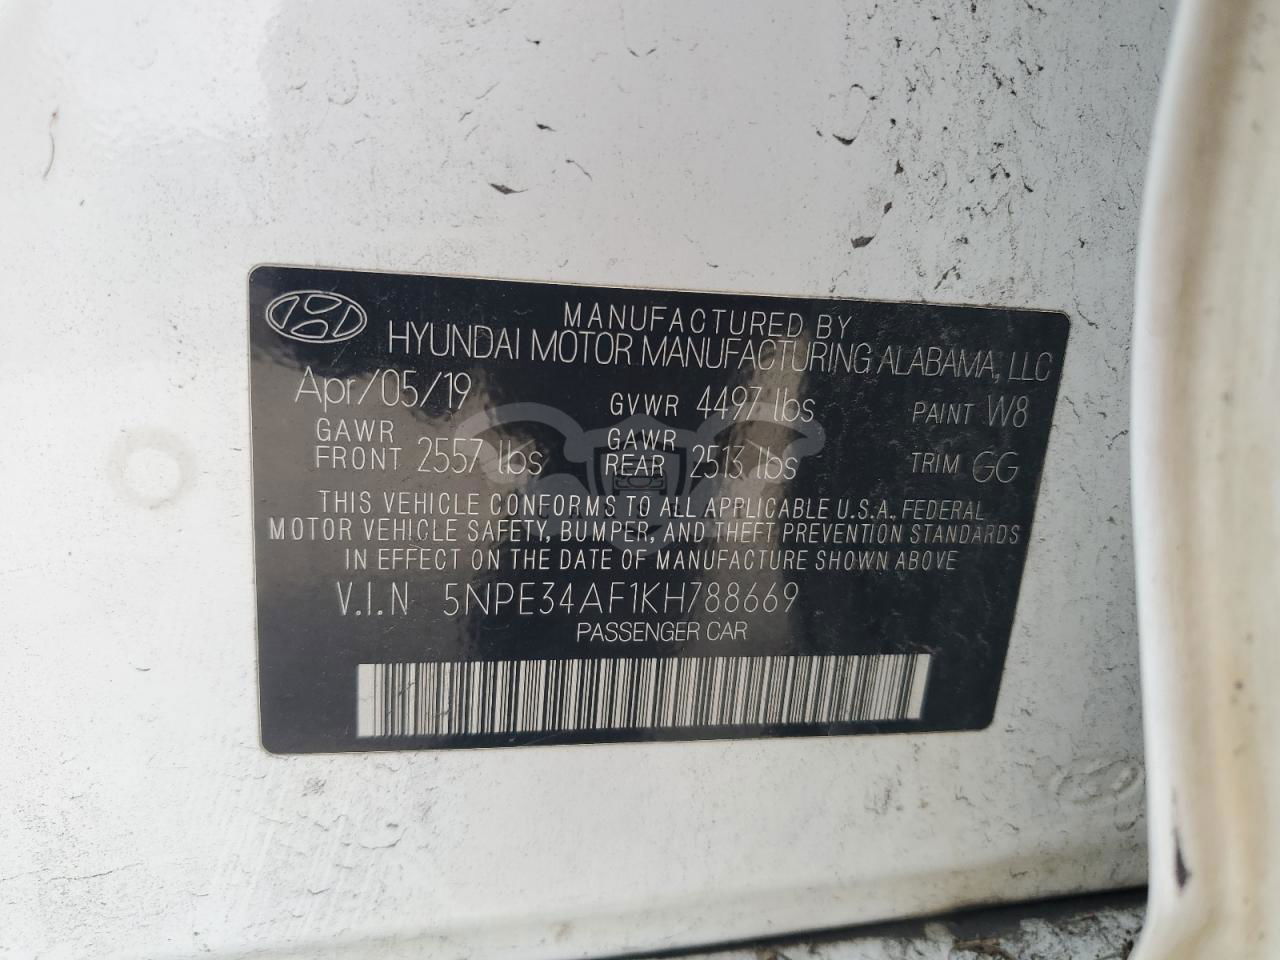 MANUFACTURED BY
HYUNDAI MOTOR MANUFACTURING ALABAMA, LLC
Apr/05/19 GVWR 4497 lbs PAINT W8
GAWR FRONT 2557 lbs GAWR REAR 2513 lbs TRIM GG
THIS VEHICLE CONFORMS TO ALL APPLICABLE U.S.A. FEDERAL
MOTOR VEHICLE SAFETY, BUMPER, AND THEFT PREVENTION STANDARDS
IN EFFECT ON THE DATE OF MANUFACTURE SHOWN ABOVE
V.I.N 5NPE34AF1KH788669
PASSENGER CAR